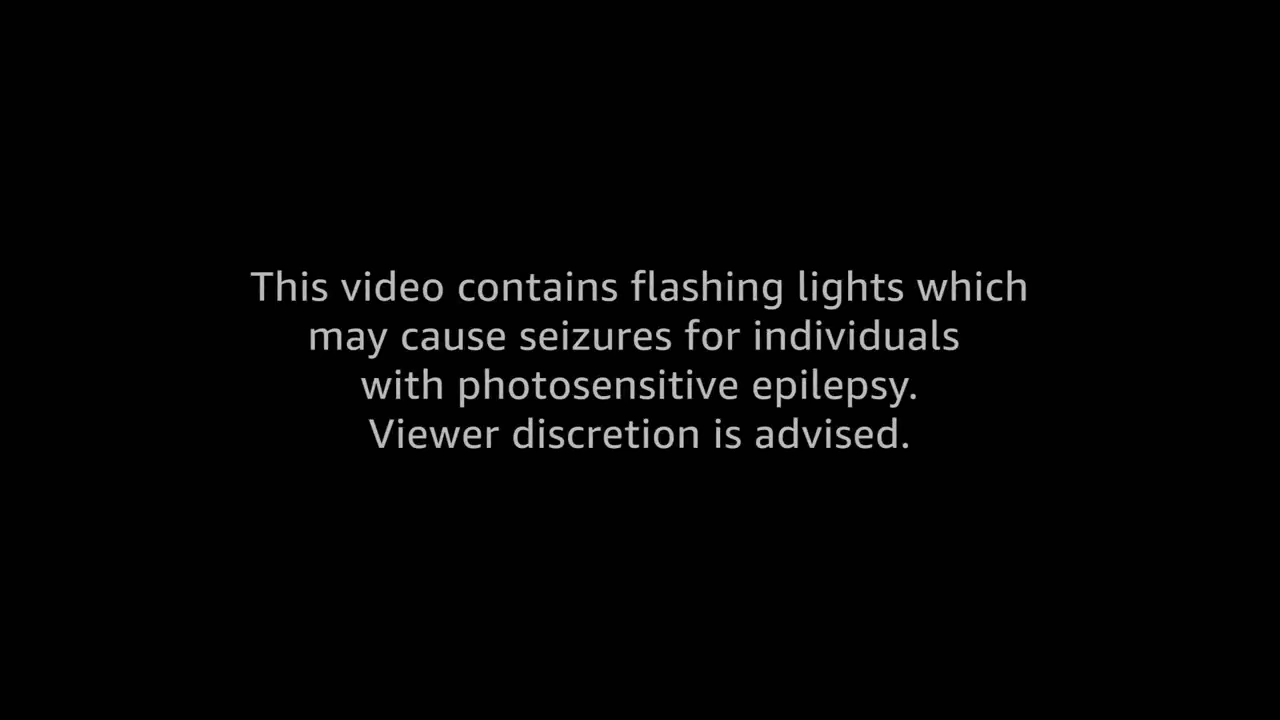 This video contains flashing lights which
may cause seizures for individuals
with photosensitive epilepsy.
Viewer discretion is advised.